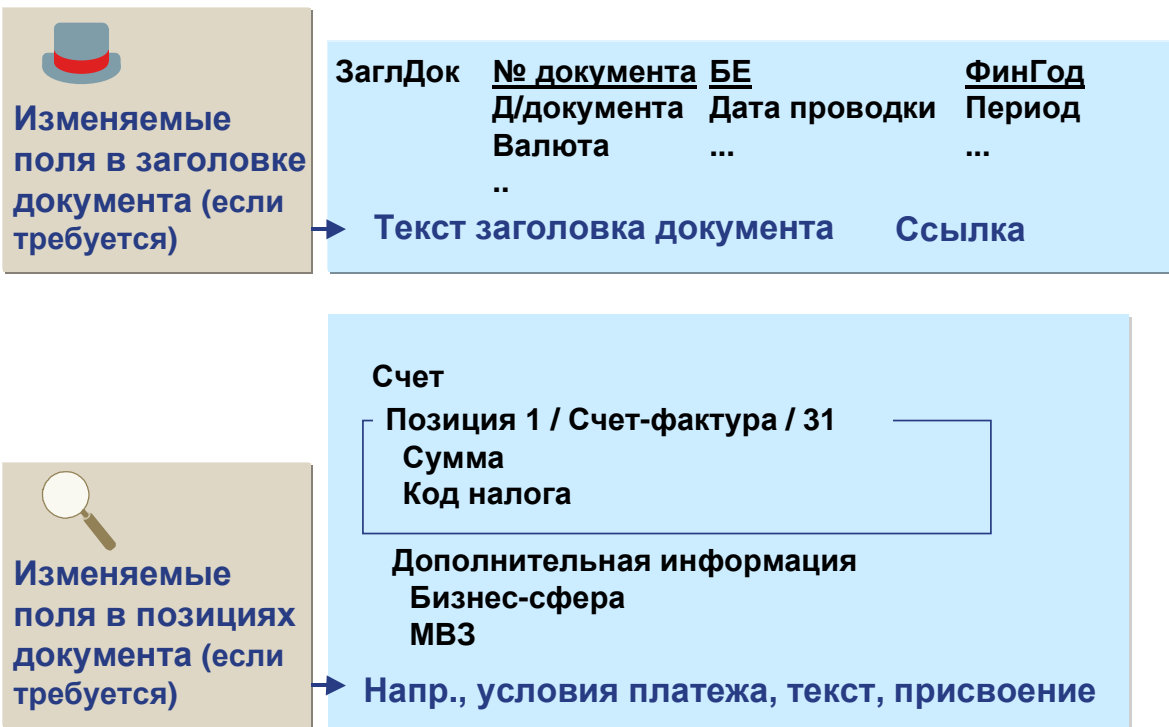 Изменяемые
поля в заголовке
документа (если
требуется)
ЗаглДок № документа БЕ ФинГод
Д/документа Дата проводки Период
Валюта ... ...
..
Текст заголовка документа Ссылка
Счет
Позиция 1 / Счет-фактура / 31
Сумма
Код налога
Изменяемые
поля в позициях
документа (если
требуется)
Дополнительная информация
Бизнес-сфера
МВЗ
Напр., условия платежа, текст, присвоение